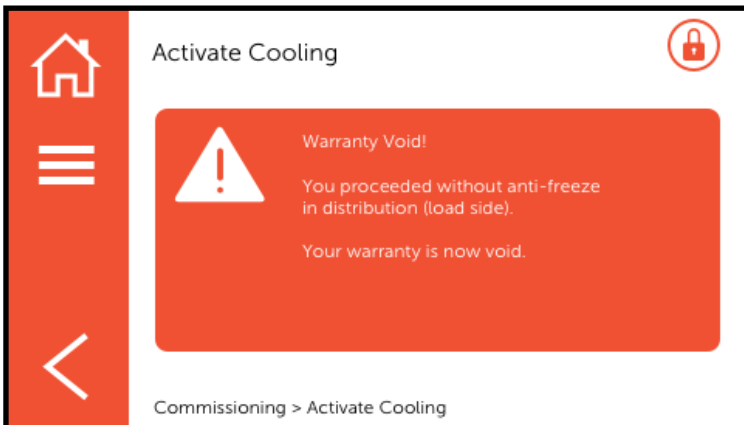 Activate Cooling
Warranty Void!
You proceeded without anti-freeze
in distribution (load side).
Your warranty is now void.
Commissioning > Activate Cooling